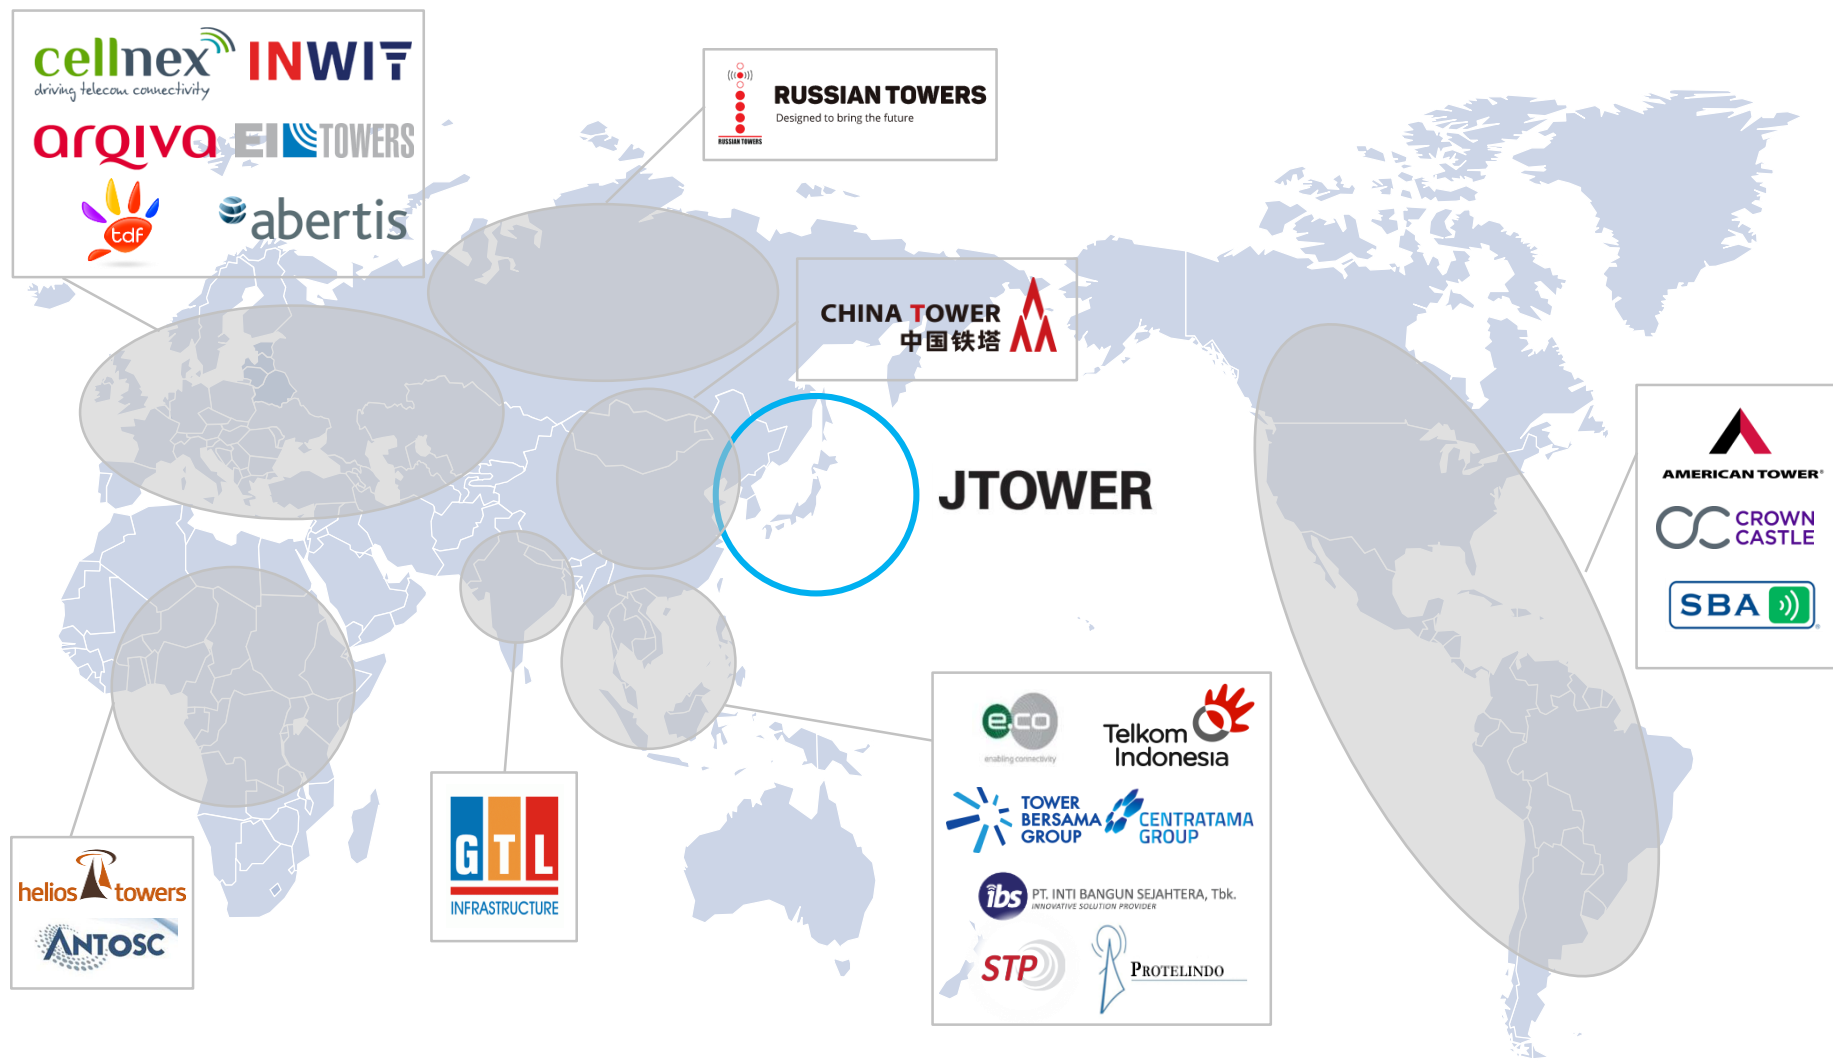 cellnex
driving telecom connectivity
INWIT
arqiva
EI TOWERS
tdf
abertis
RUSSIAN TOWERS
Designed to bring the future
RUSSIAN TOWERS
CHINA TOWER
中国铁塔
JTOWER
AMERICAN TOWER®
CROWN
CASTLE
SBA
helios towers
ANTOSC
GTL
INFRASTRUCTURE
e.co
enabling connectivity
Telkom
Indonesia
TOWER
BERSAMA
GROUP
CENTRATAMA
GROUP
ibs
PT. INTI BANGUN SEJAHTERA, Tbk.
INNOVATIVE SOLUTION PROVIDER
STP
PROTELINDO